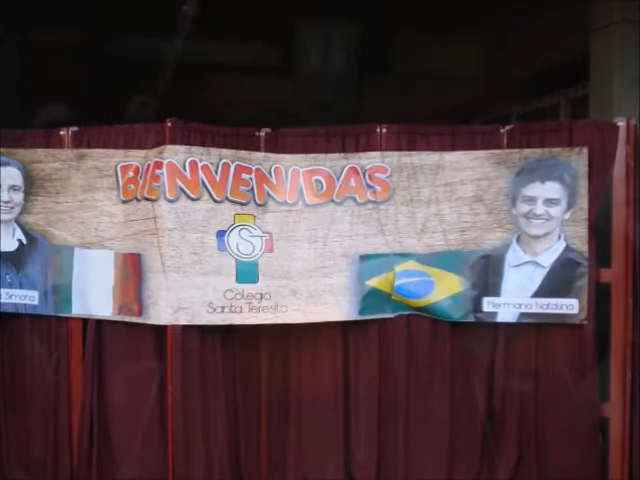 BIENVENIDAS
Colegio
Santa Teresita
Simona
Hermana Natalina